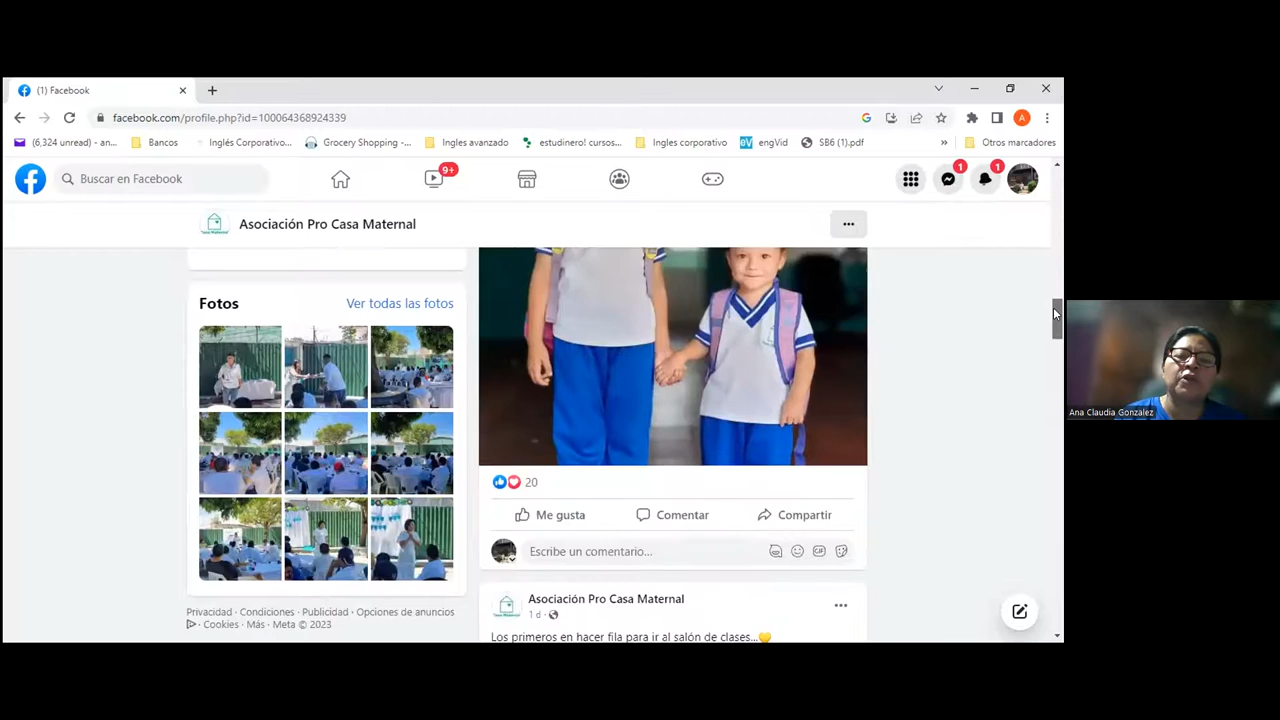 (1) Facebook
facebook.com/profile.php?id=100064368924339
(6,324 unread) - an...
Bancos
Inglés Corporativo...
Grocery Shopping -...
Ingles avanzado
estudinero! cursos...
Ingles corporativo
eV engVid
SB6 (1).pdf
»
Otros marcadores
A
Buscar en Facebook
9+
1
1
Asociación Pro Casa Maternal
Fotos
Ver todas las fotos
20
Me gusta
Comentar
Compartir
Escribe un comentario...
GIF
Privacidad · Condiciones · Publicidad · Opciones de anuncios
· Cookies · Más · Meta © 2023
Asociación Pro Casa Maternal
1 d ·
Los primeros en hacer fila para ir al salón de clases...💛
Ana Claudia Gonzalez